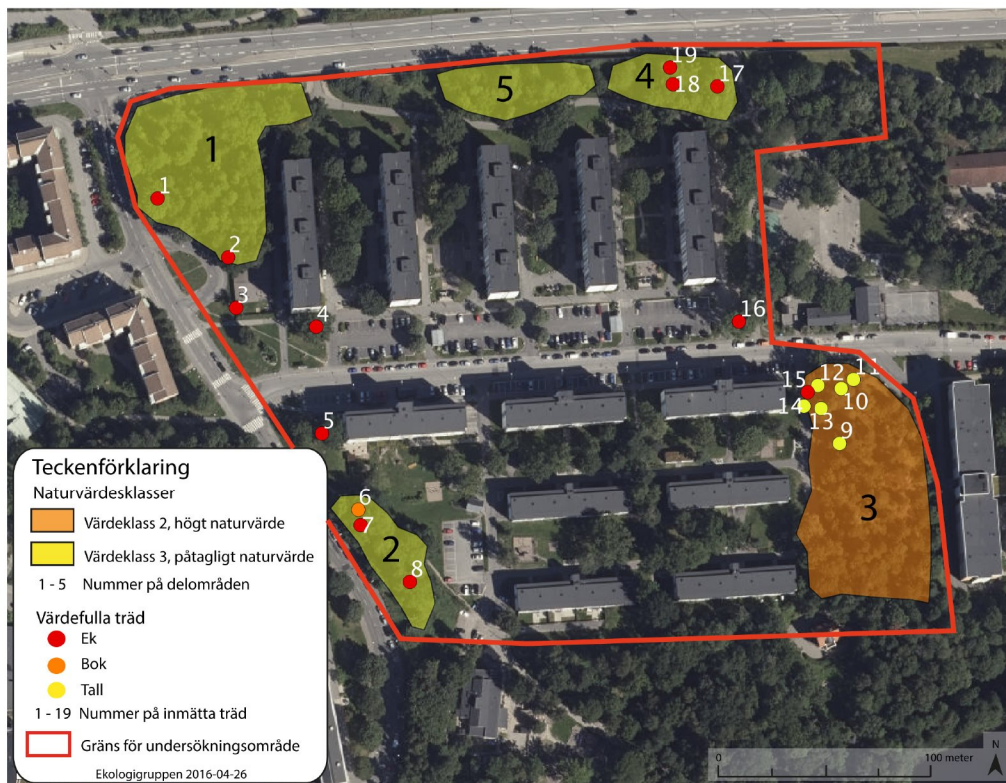 19
18
17
4
5
1
1
2
3
4
16
5
15
12
11
14
13
10
9
3
6
7
2
8
Teckenförklaring
Naturvärdesklasser
Värdeklass 2, högt naturvärde
Värdeklass 3, påtagligt naturvärde
1 - 5 Nummer på delområden
Värdefulla träd
Ek
Bok
Tall
1 - 19 Nummer på inmätta träd
Gräns för undersökningsområde
Ekologigruppen 2016-04-26
0 100 meter
N